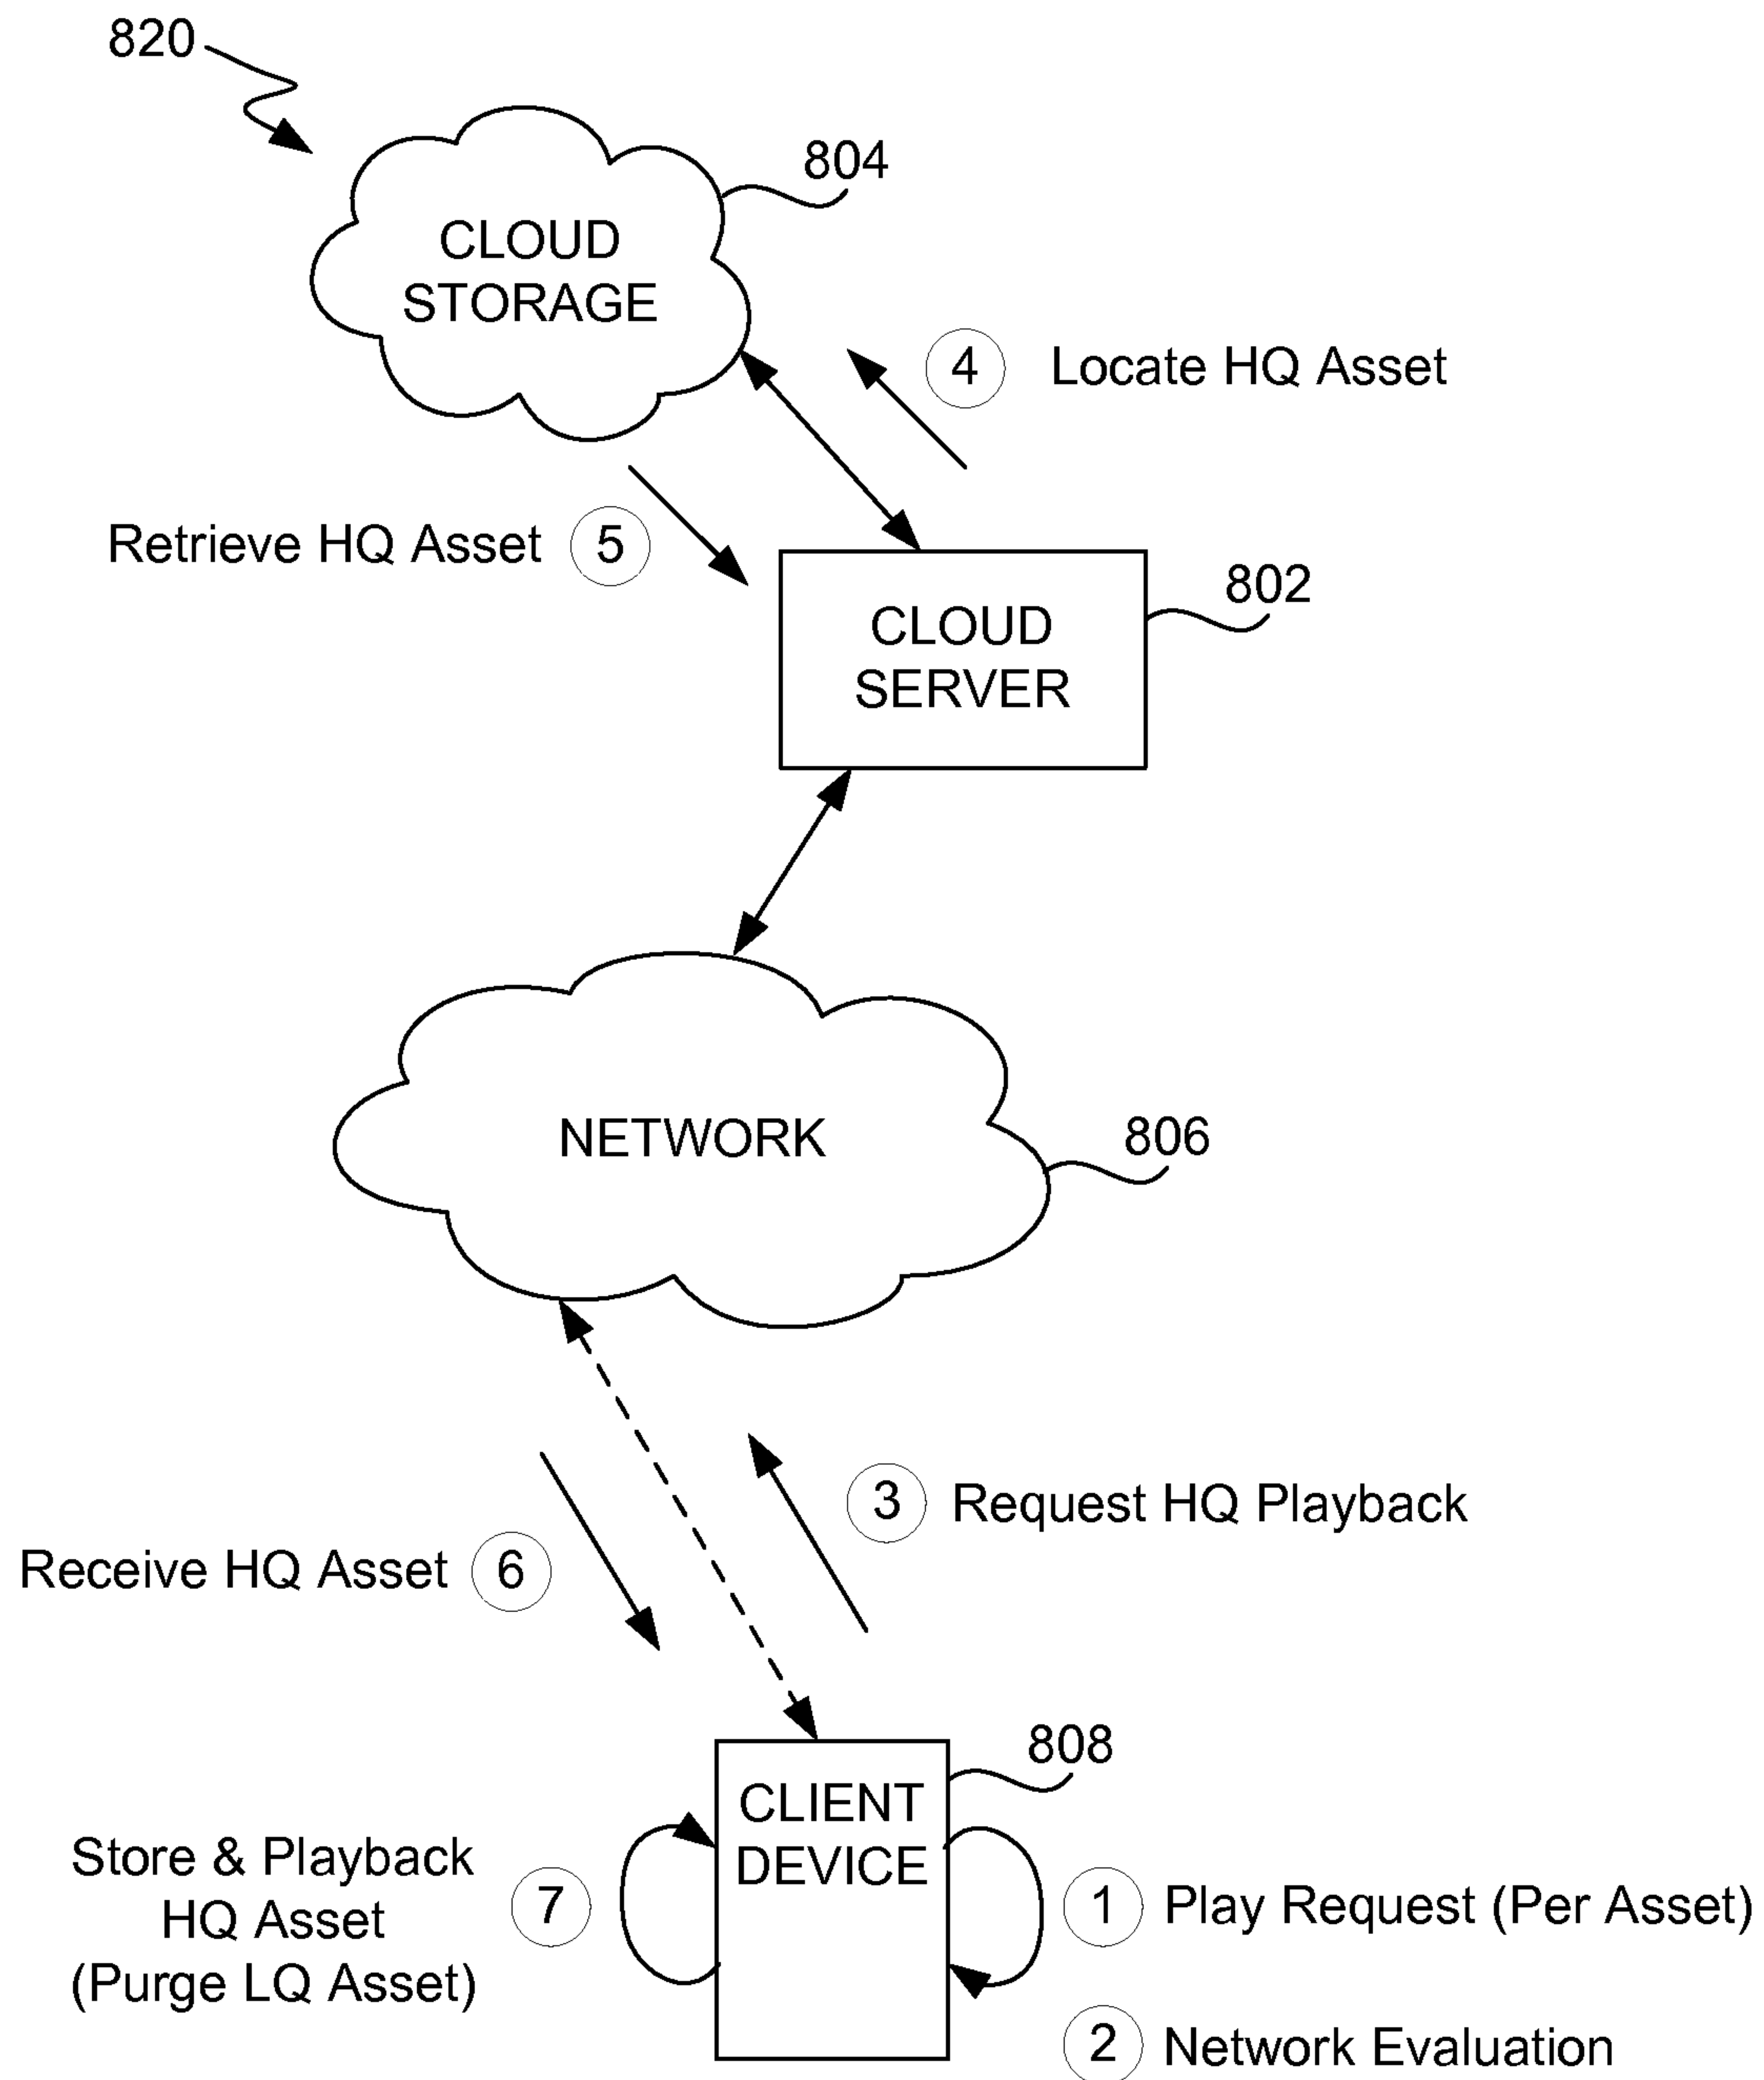 820
804
CLOUD
STORAGE
4 Locate HQ Asset
Retrieve HQ Asset 5
802
CLOUD
SERVER
NETWORK
806
3 Request HQ Playback
Receive HQ Asset 6
808
CLIENT
DEVICE
Store & Playback
HQ Asset
(Purge LQ Asset)
7
1 Play Request (Per Asset)
2 Network Evaluation